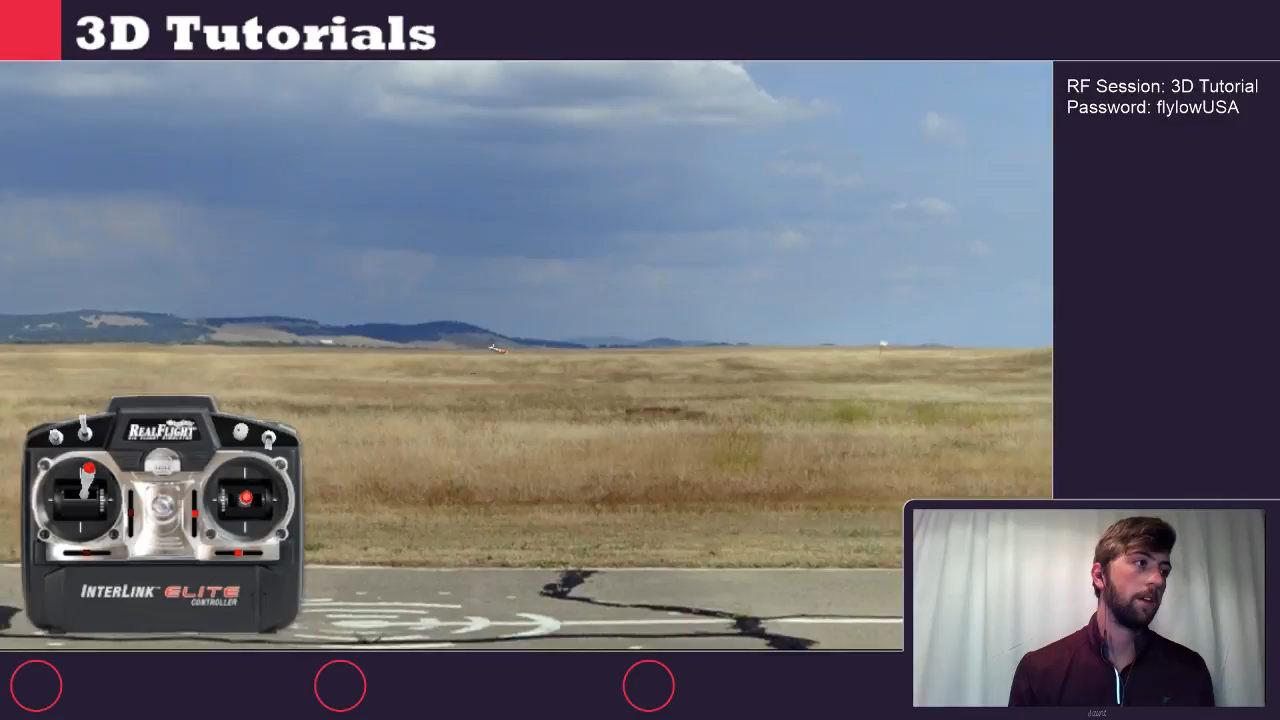 3D Tutorials
RF Session: 3D Tutorial
Password: flylowUSA
REALFLIGHT
INTERLINK ELITE
CONTROLLER